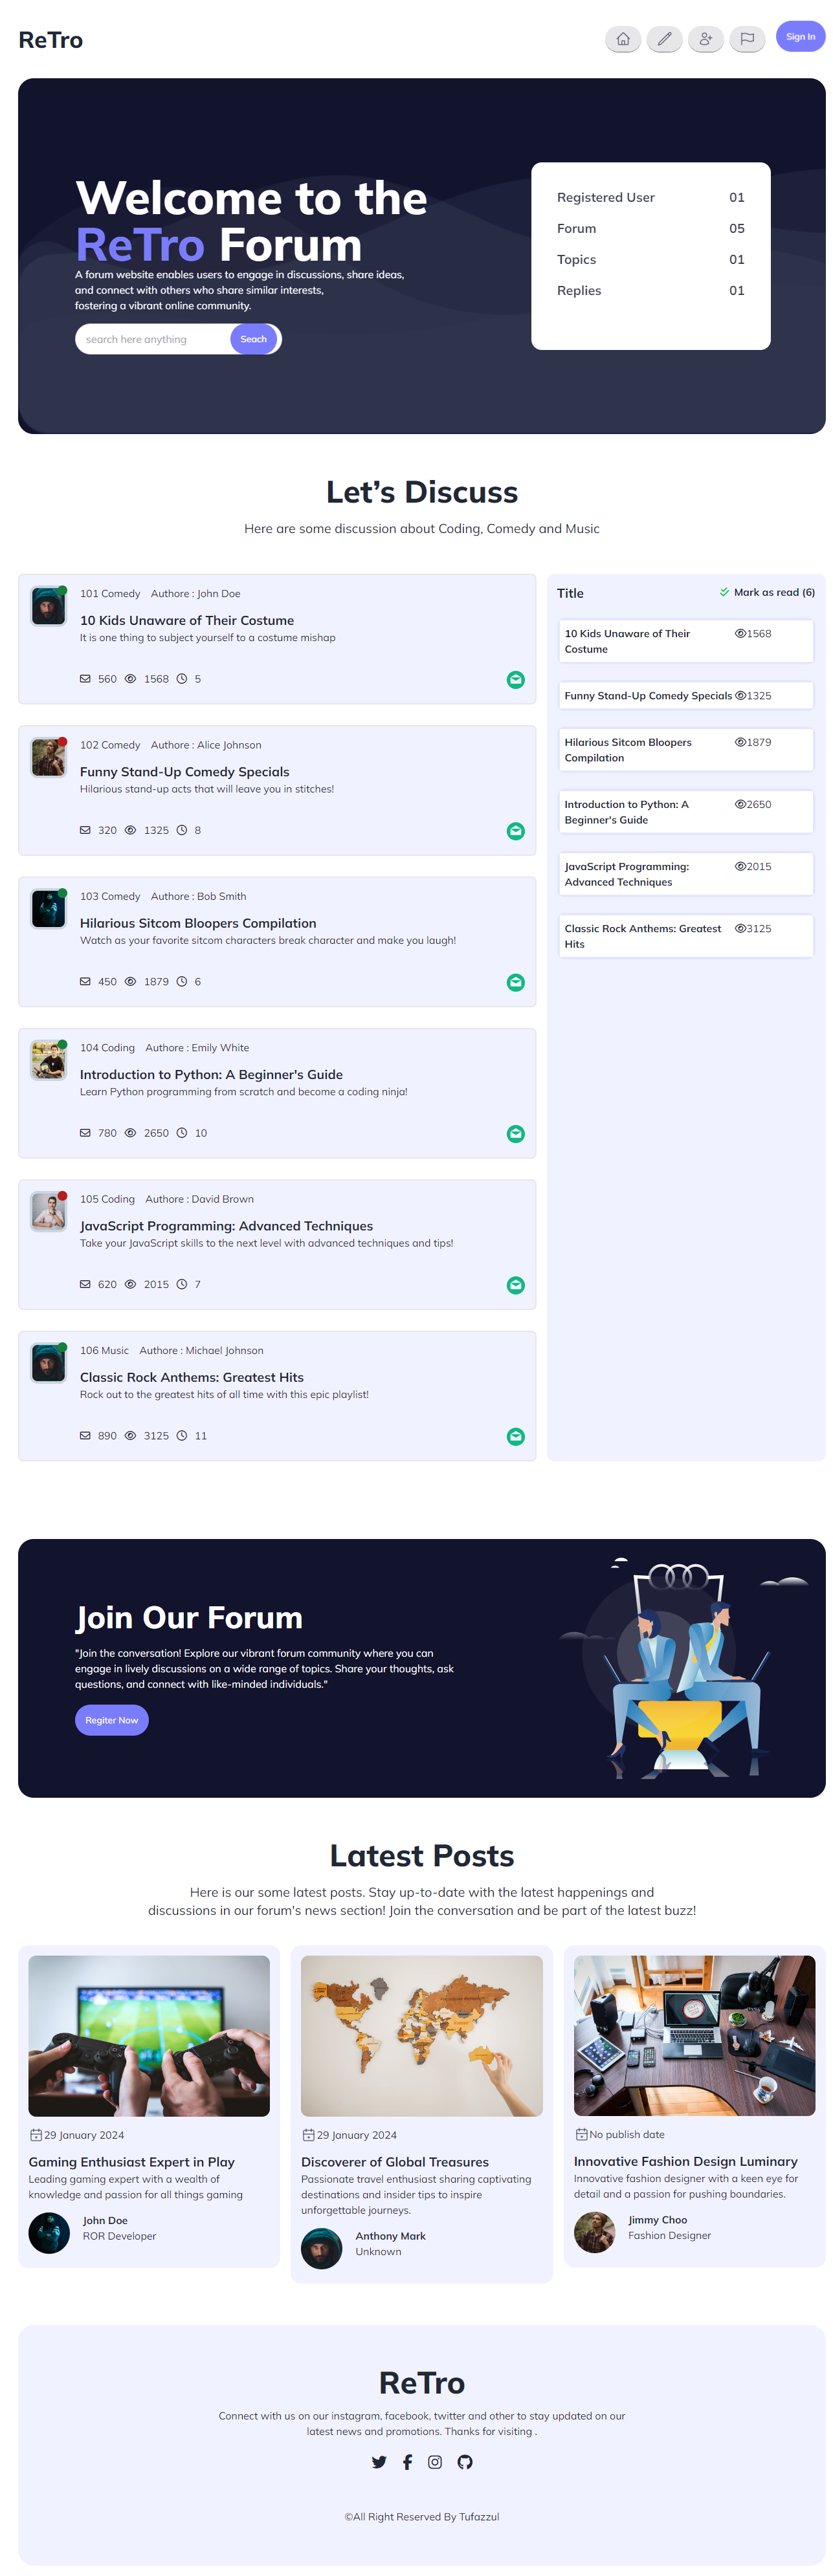 ReTro
Sign In
Welcome to the
ReTro Forum
A forum website enables users to engage in discussions, share ideas,
and connect with others who share similar interests,
fostering a vibrant online community.
search here anything
Seach
Registered User 01
Forum 05
Topics 01
Replies 01
Let’s Discuss
Here are some discussion about Coding, Comedy and Music
101 Comedy Authore : John Doe
10 Kids Unaware of Their Costume
It is one thing to subject yourself to a costume mishap
560 1568 5
102 Comedy Authore : Alice Johnson
Funny Stand-Up Comedy Specials
Hilarious stand-up acts that will leave you in stitches!
320 1325 8
103 Comedy Authore : Bob Smith
Hilarious Sitcom Bloopers Compilation
Watch as your favorite sitcom characters break character and make you laugh!
450 1879 6
104 Coding Authore : Emily White
Introduction to Python: A Beginner's Guide
Learn Python programming from scratch and become a coding ninja!
780 2650 10
105 Coding Authore : David Brown
JavaScript Programming: Advanced Techniques
Take your JavaScript skills to the next level with advanced techniques and tips!
620 2015 7
106 Music Authore : Michael Johnson
Classic Rock Anthems: Greatest Hits
Rock out to the greatest hits of all time with this epic playlist!
890 3125 11
Title Mark as read (6)
10 Kids Unaware of Their 1568
Costume
Funny Stand-Up Comedy Specials 1325
Hilarious Sitcom Bloopers 1879
Compilation
Introduction to Python: A 2650
Beginner's Guide
JavaScript Programming: 2015
Advanced Techniques
Classic Rock Anthems: Greatest 3125
Hits
Join Our Forum
"Join the conversation! Explore our vibrant forum community where you can
engage in lively discussions on a wide range of topics. Share your thoughts, ask
questions, and connect with like-minded individuals."
Regiter Now
Latest Posts
Here is our some latest posts. Stay up-to-date with the latest happenings and
discussions in our forum's news section! Join the conversation and be part of the latest buzz!
29 January 2024
Gaming Enthusiast Expert in Play
Leading gaming expert with a wealth of
knowledge and passion for all things gaming
John Doe
ROR Developer
29 January 2024
Discoverer of Global Treasures
Passionate travel enthusiast sharing captivating
destinations and insider tips to inspire
unforgettable journeys.
Anthony Mark
Unknown
No publish date
Innovative Fashion Design Luminary
Innovative fashion designer with a keen eye for
detail and a passion for pushing boundaries.
Jimmy Choo
Fashion Designer
ReTro
Connect with us on our instagram, facebook, twitter and other to stay updated on our
latest news and promotions. Thanks for visiting .
©All Right Reserved By Tufazzul